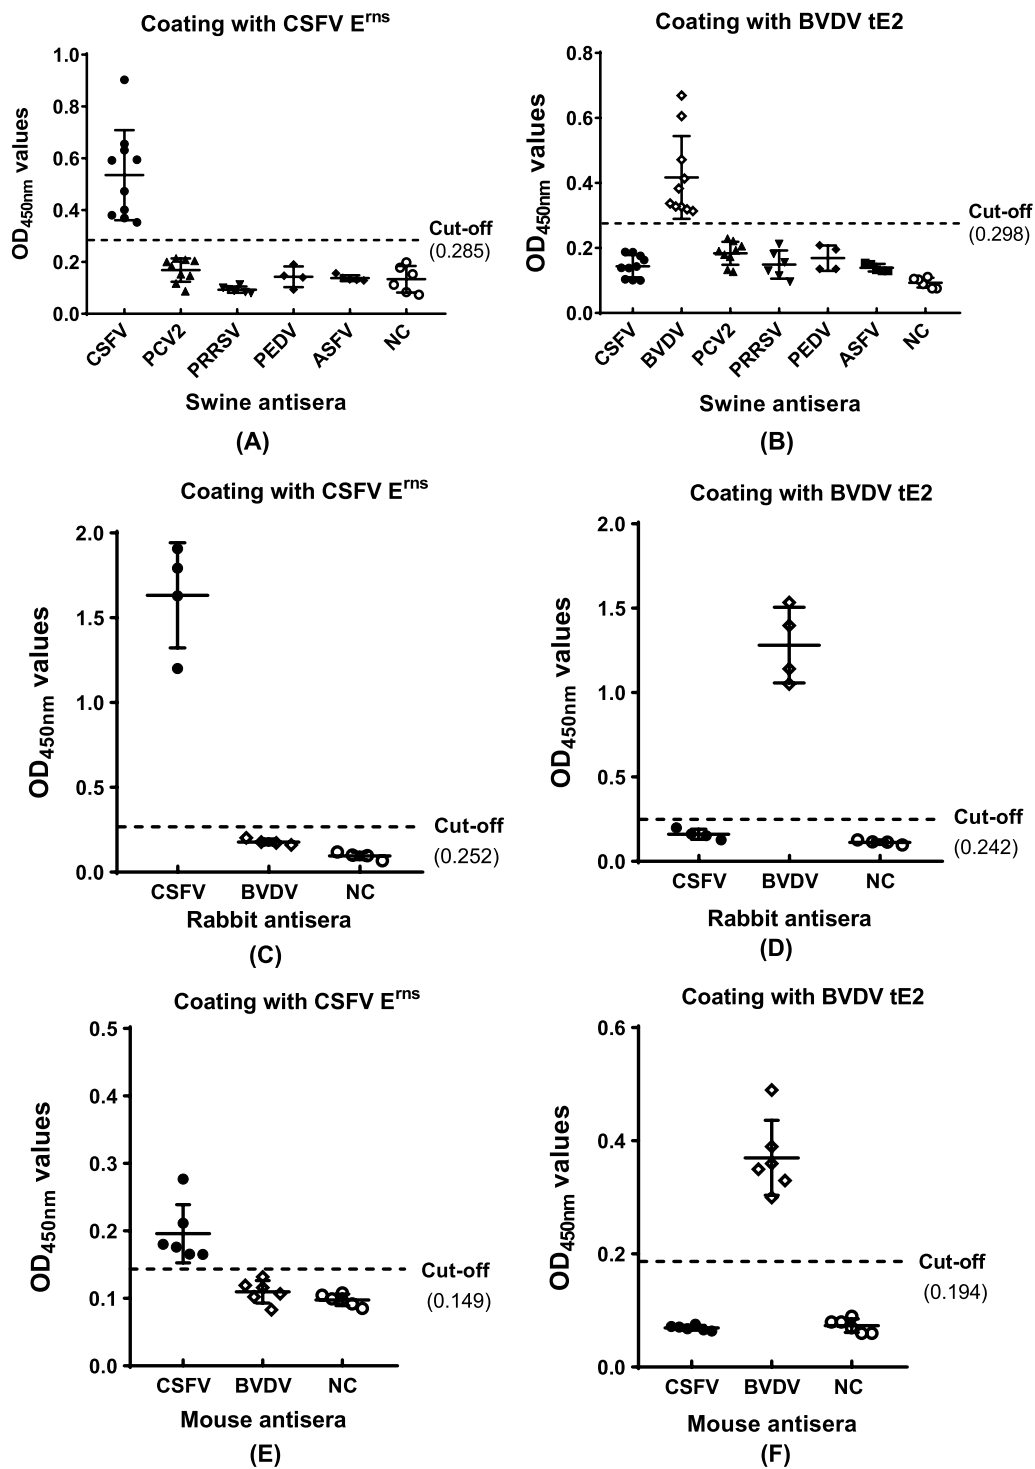 Coating with CSFV E^rns
OD450nm values
1.0
0.8
0.6
0.4
0.2
0.0
Cut-off
(0.285)
CSFV PCV2 PRRSV PEDV ASFV NC
Swine antisera
(A)
Coating with BVDV tE2
OD450nm values
0.8
0.6
0.4
0.2
0.0
Cut-off
(0.298)
CSFV BVDV PCV2 PRRSV PEDV ASFV NC
Swine antisera
(B)
Coating with CSFV E^rns
OD450nm values
2.0
1.5
1.0
0.5
0.0
Cut-off
(0.252)
CSFV BVDV NC
Rabbit antisera
(C)
Coating with BVDV tE2
OD450nm values
2.0
1.5
1.0
0.5
0.0
Cut-off
(0.242)
CSFV BVDV NC
Rabbit antisera
(D)
Coating with CSFV E^rns
OD450nm values
0.5
0.4
0.3
0.2
0.1
0.0
Cut-off
(0.149)
CSFV BVDV NC
Mouse antisera
(E)
Coating with BVDV tE2
OD450nm values
0.6
0.4
0.2
0.0
Cut-off
(0.194)
CSFV BVDV NC
Mouse antisera
(F)